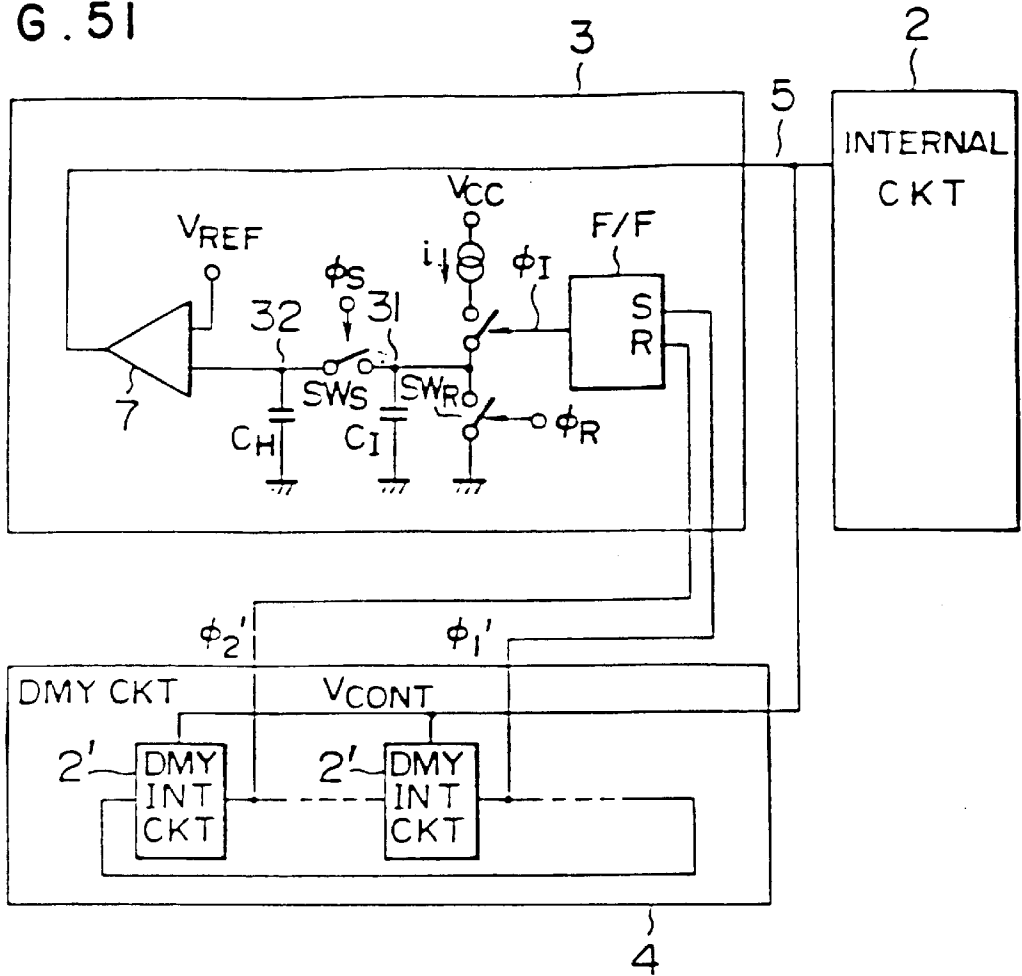 G.51
3
2
5
INTERNAL
CKT
VCC
VREF
F/F
i
ϕI
ϕS
S
32
31
R
SWS
SWR
7
CH
CI
ϕR
ϕ2'
ϕ1'
DMY CKT
VCONT
2'
DMY
INT
CKT
2'
DMY
INT
CKT
4